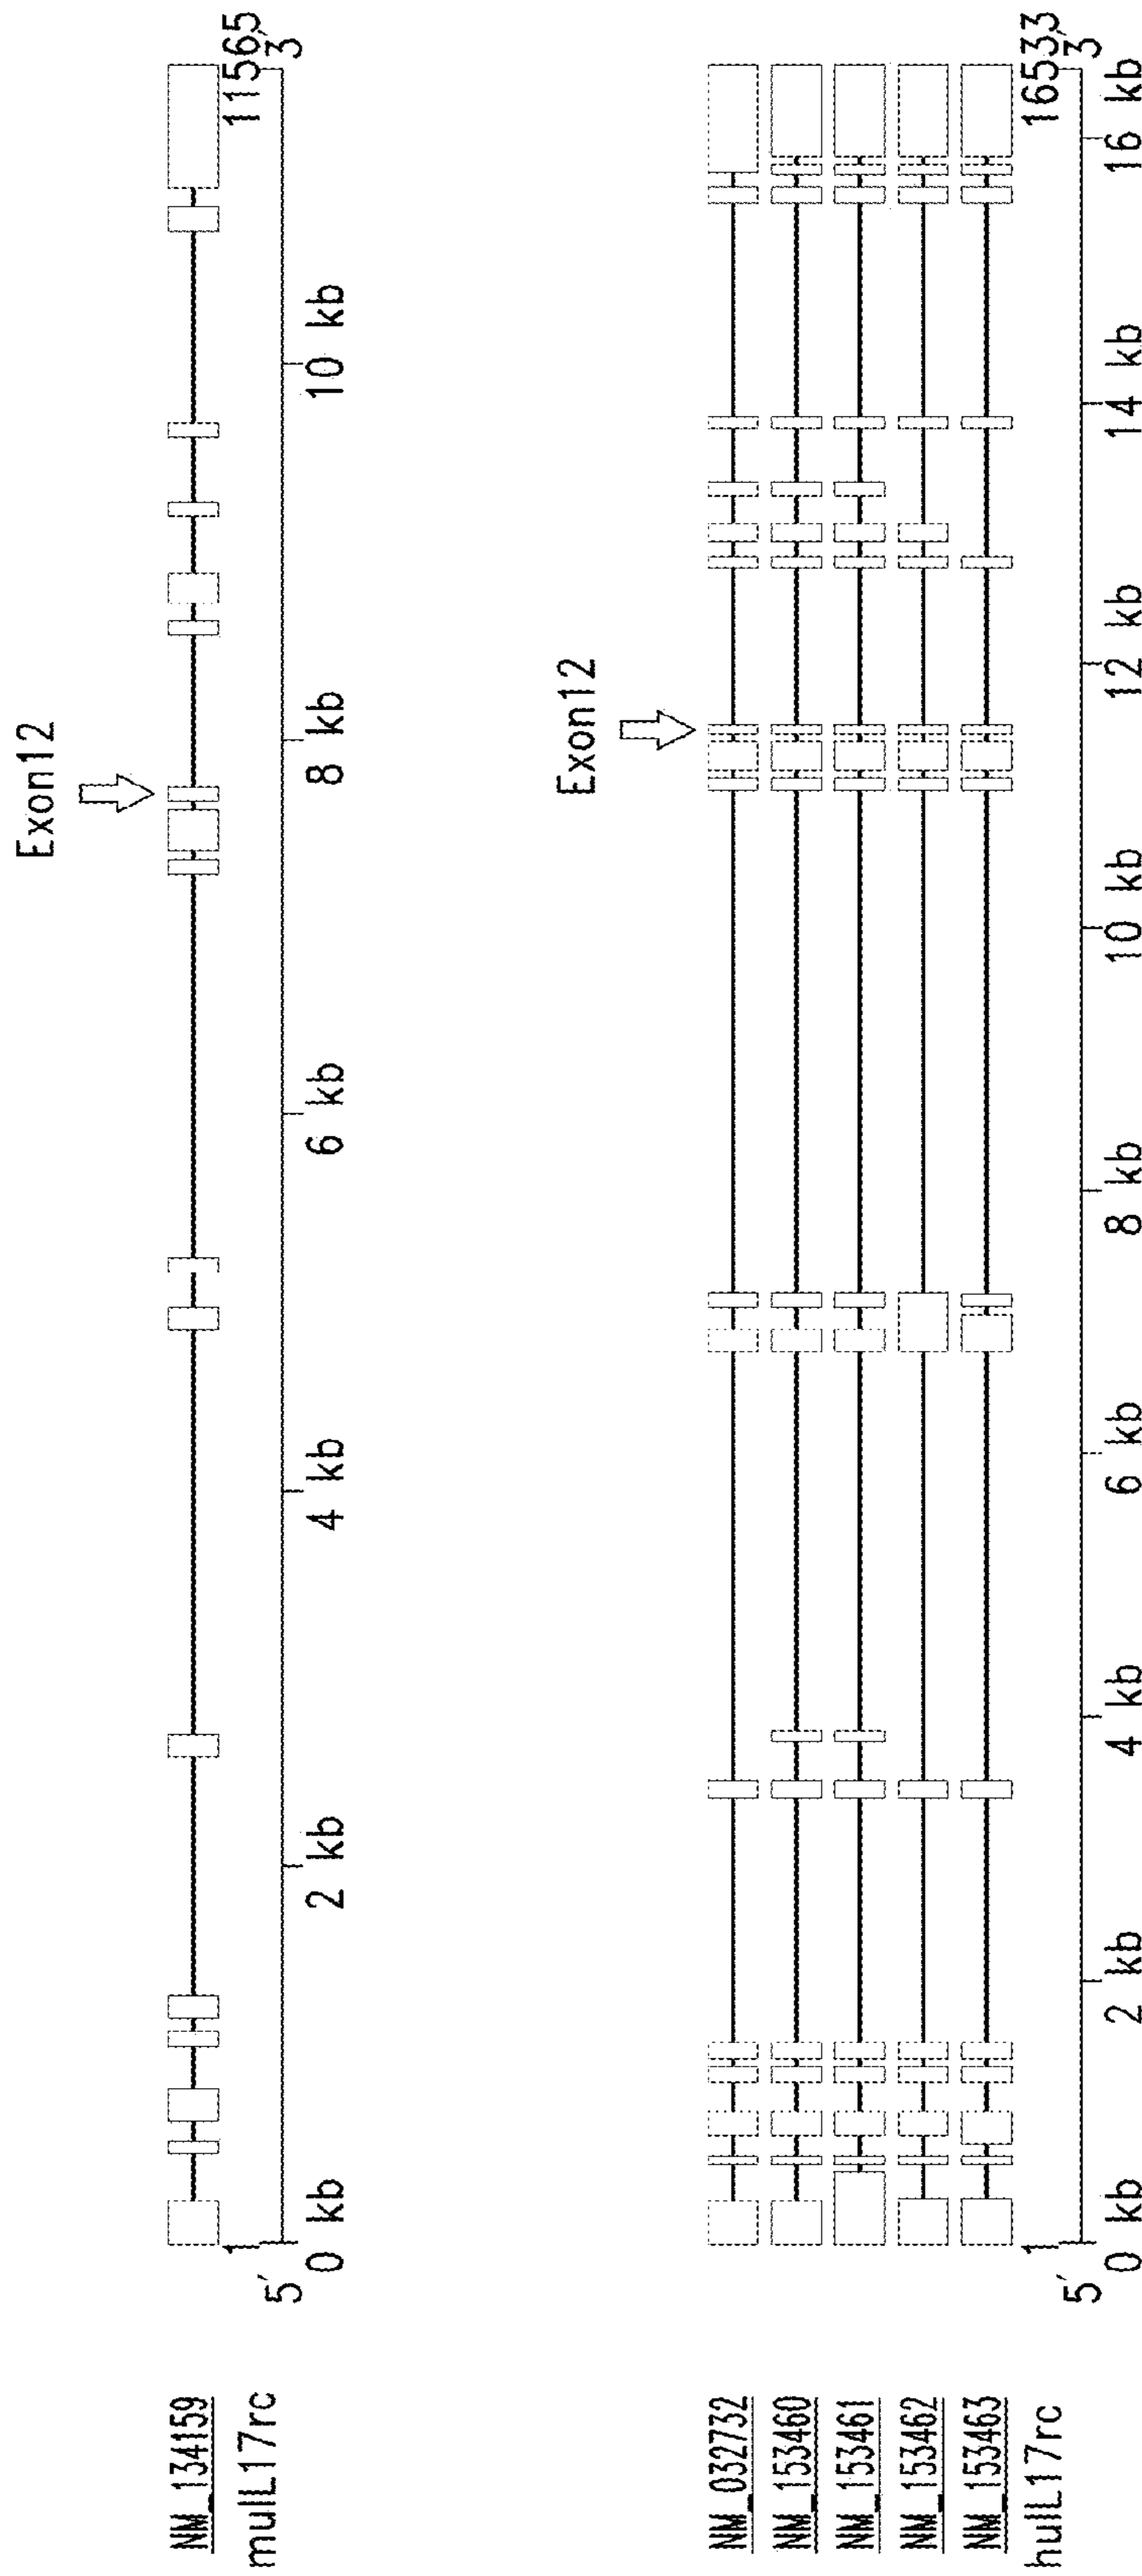 Exon12
NM_134159
muIL17rc
1
11565
5′
3′
0 kb
2 kb
4 kb
6 kb
8 kb
10 kb
Exon12
NM_032732
NM_153460
NM_153461
NM_153462
NM_153463
huIL17rc
1
16533
5′
3′
0 kb
2 kb
4 kb
6 kb
8 kb
10 kb
12 kb
14 kb
16 kb